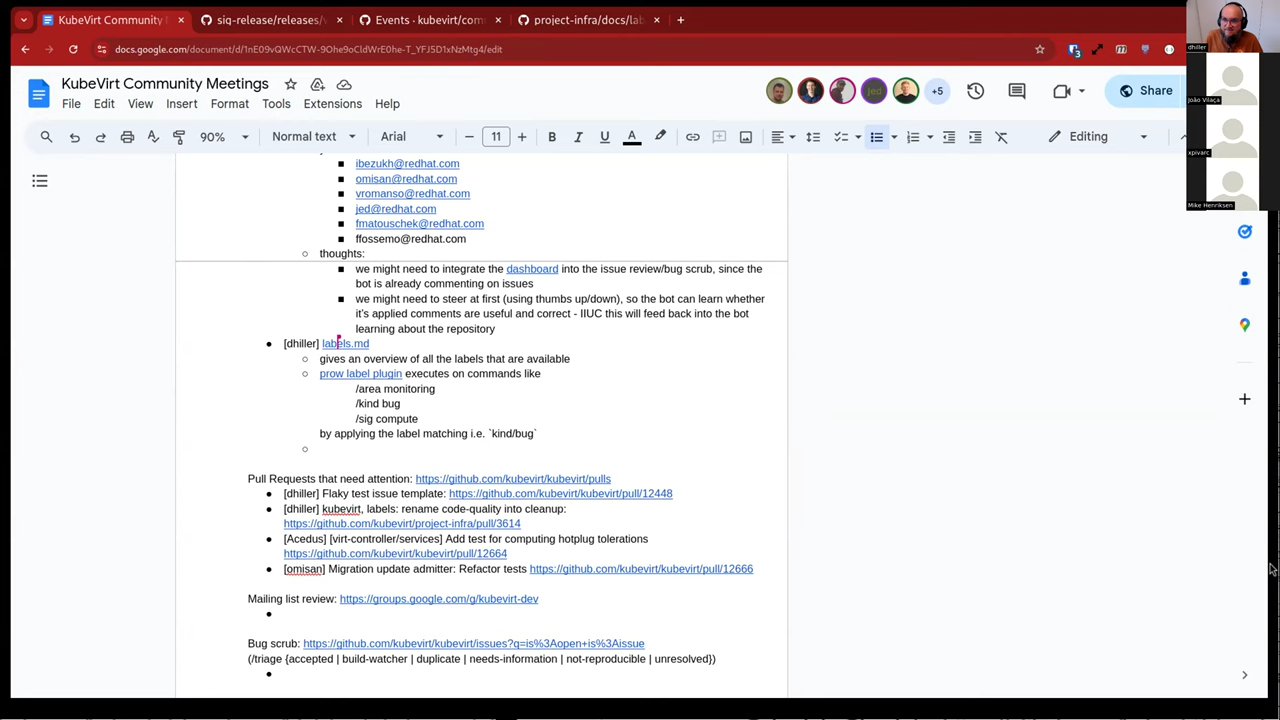 KubeVirt Community
sig-release/releases/v
Events · kubevirt/com
project-infra/docs/lab
docs.google.com/document/d/1nE09vQWcCTW-9Ohe9oCldWrE0he-T_YFJ5D1xNzMtg4/edit
dhiller
KubeVirt Community Meetings
File Edit View Insert Format Tools Extensions Help
jed
+5
Share
João Vilaça
90%
Normal text
Arial
11
Editing
xpivarc
ibezukh@redhat.com
omisan@redhat.com
vromanso@redhat.com
jed@redhat.com
Mike Henriksen
fmatouschek@redhat.com
ffossemo@redhat.com
thoughts:
we might need to integrate the dashboard into the issue review/bug scrub, since the
bot is already commenting on issues
we might need to steer at first (using thumbs up/down), so the bot can learn whether
it's applied comments are useful and correct - IIUC this will feed back into the bot
learning about the repository
[dhiller] labels.md
gives an overview of all the labels that are available
prow label plugin executes on commands like
/area monitoring
/kind bug
/sig compute
by applying the label matching i.e. `kind/bug`
Pull Requests that need attention: https://github.com/kubevirt/kubevirt/pulls
[dhiller] Flaky test issue template: https://github.com/kubevirt/kubevirt/pull/12448
[dhiller] kubevirt, labels: rename code-quality into cleanup:
https://github.com/kubevirt/project-infra/pull/3614
[Acedus] [virt-controller/services] Add test for computing hotplug tolerations
https://github.com/kubevirt/kubevirt/pull/12664
[omisan] Migration update admitter: Refactor tests https://github.com/kubevirt/kubevirt/pull/12666
Mailing list review: https://groups.google.com/g/kubevirt-dev
Bug scrub: https://github.com/kubevirt/kubevirt/issues?q=is%3Aopen+is%3Aissue
(/triage {accepted | build-watcher | duplicate | needs-information | not-reproducible | unresolved})